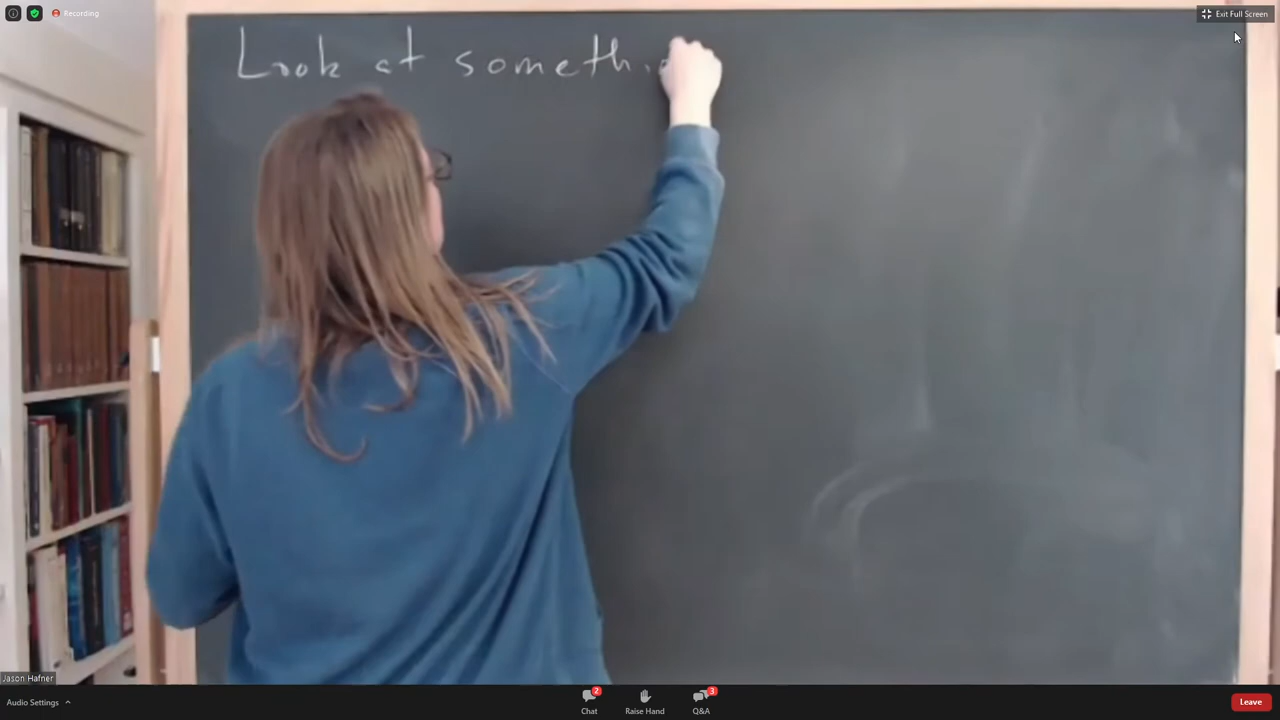 Recording
Exit Full Screen
Look at someth
Jason Hafner
Audio Settings
2
Chat
Raise Hand
3
Q&A
Leave